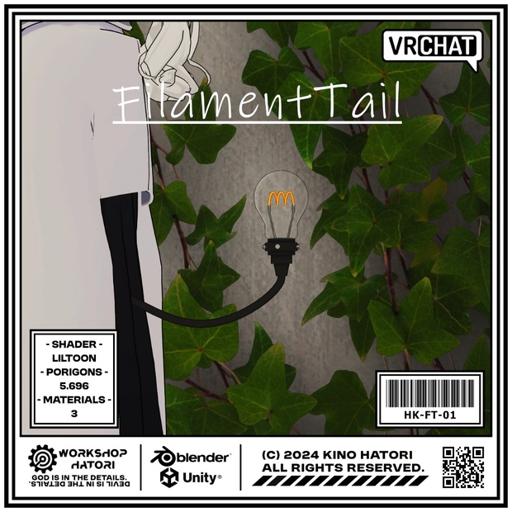 VRCHAT
FilamentTail
- SHADER -
LILTOON
- PORIGONS -
5.696
- MATERIALS -
3
HK-FT-01
WORKSHOP
HATORI
GOD IS IN THE DETAILS.
DEVIL IS IN THE DETAILS.
blender
Unity®
(C) 2024 KINO HATORI
ALL RIGHTS RESERVED.